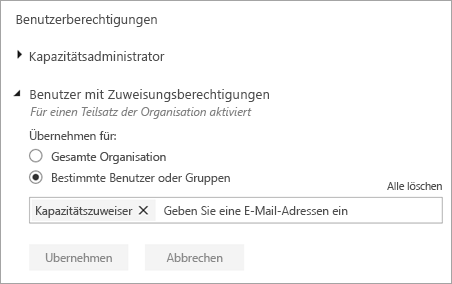 Benutzerberechtigungen
Kapazitätsadministrator
Benutzer mit Zuweisungsberechtigungen
Für einen Teilsatz der Organisation aktiviert
Übernehmen für:
Gesamte Organisation
Bestimmte Benutzer oder Gruppen
Alle löschen
Kapazitätszuweiser ✕ Geben Sie eine E-Mail-Adressen ein
Übernehmen Abbrechen